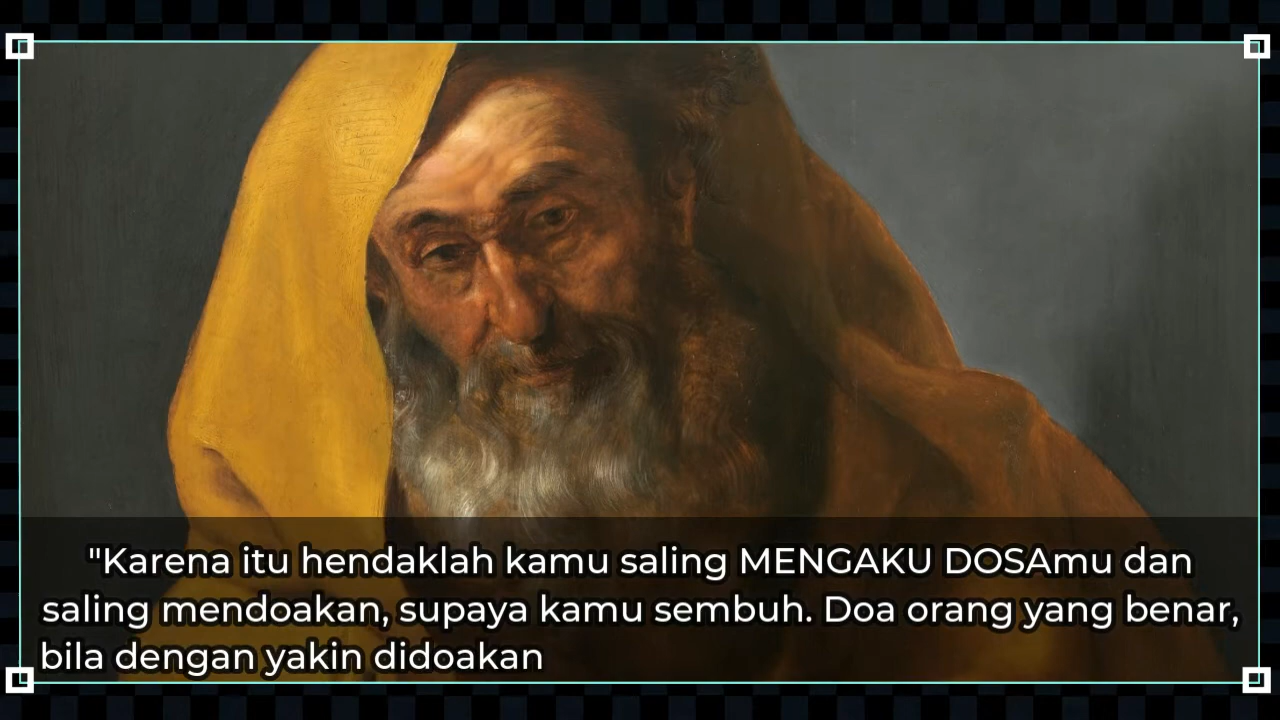 "Karena itu hendaklah kamu saling MENGAKU DOSAmu dan
saling mendoakan, supaya kamu sembuh. Doa orang yang benar,
bila dengan yakin didoakan